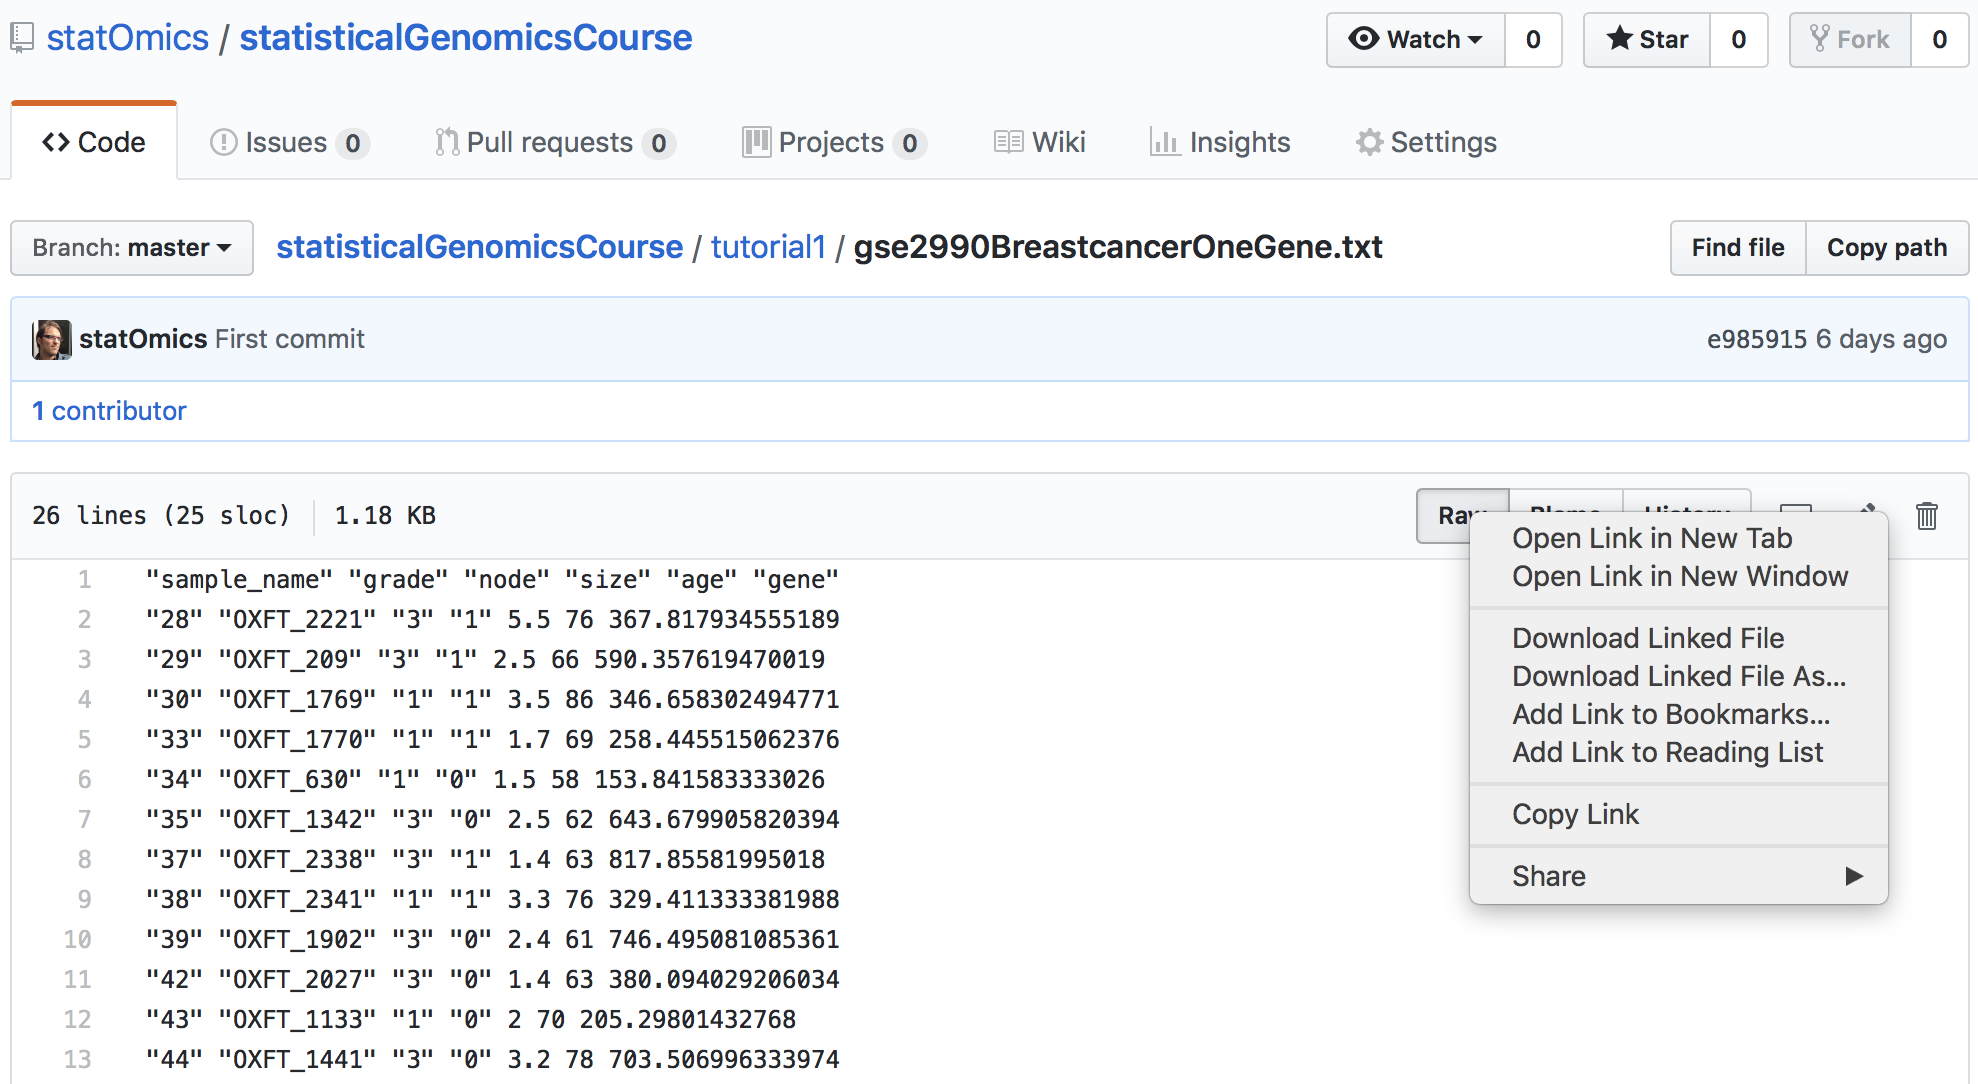 statOmics / statisticalGenomicsCourse
Watch 0 Star 0 Fork 0
Code Issues 0 Pull requests 0 Projects 0 Wiki Insights Settings
Branch: master statisticalGenomicsCourse / tutorial1 / gse2990BreastcancerOneGene.txt Find file Copy path
statOmics First commit e985915 6 days ago
1 contributor
26 lines (25 sloc) 1.18 KB Raw Blame History
Open Link in New Tab
Open Link in New Window
Download Linked File
Download Linked File As...
Add Link to Bookmarks...
Add Link to Reading List
Copy Link
Share
1 "sample_name" "grade" "node" "size" "age" "gene"
2 "28" "OXFT_2221" "3" "1" 5.5 76 367.817934555189
3 "29" "OXFT_209" "3" "1" 2.5 66 590.357619470019
4 "30" "OXFT_1769" "1" "1" 3.5 86 346.658302494771
5 "33" "OXFT_1770" "1" "1" 1.7 69 258.445515062376
6 "34" "OXFT_630" "1" "0" 1.5 58 153.841583333026
7 "35" "OXFT_1342" "3" "0" 2.5 62 643.679905820394
8 "37" "OXFT_2338" "3" "1" 1.4 63 817.85581995018
9 "38" "OXFT_2341" "1" "1" 3.3 76 329.411333381988
10 "39" "OXFT_1902" "3" "0" 2.4 61 746.495081085361
11 "42" "OXFT_2027" "3" "0" 1.4 63 380.094029206034
12 "43" "OXFT_1133" "1" "0" 2 70 205.29801432768
13 "44" "OXFT_1441" "3" "0" 3.2 78 703.506996333974